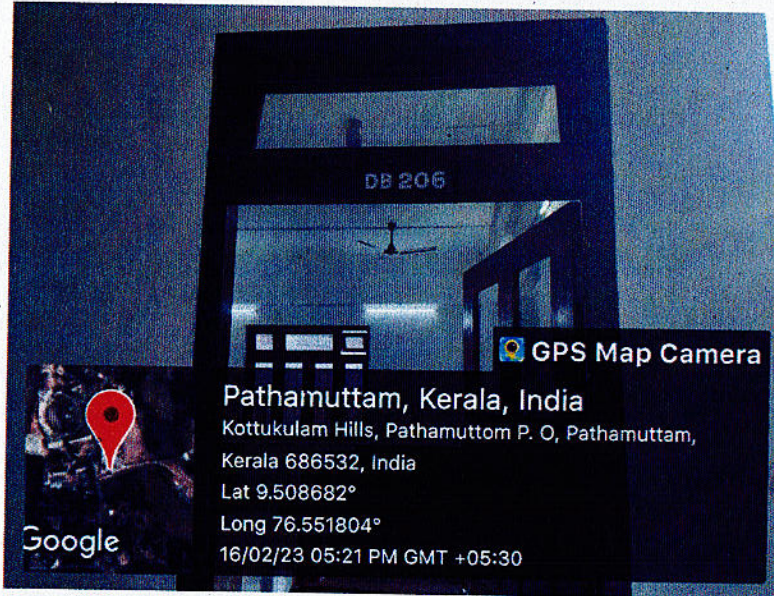 DB 206
GPS Map Camera
Pathamuttam, Kerala, India
Kottukulam Hills, Pathamuttom P. O, Pathamuttam,
Kerala 686532, India
Lat 9.508682°
Long 76.551804°
16/02/23 05:21 PM GMT +05:30
Google